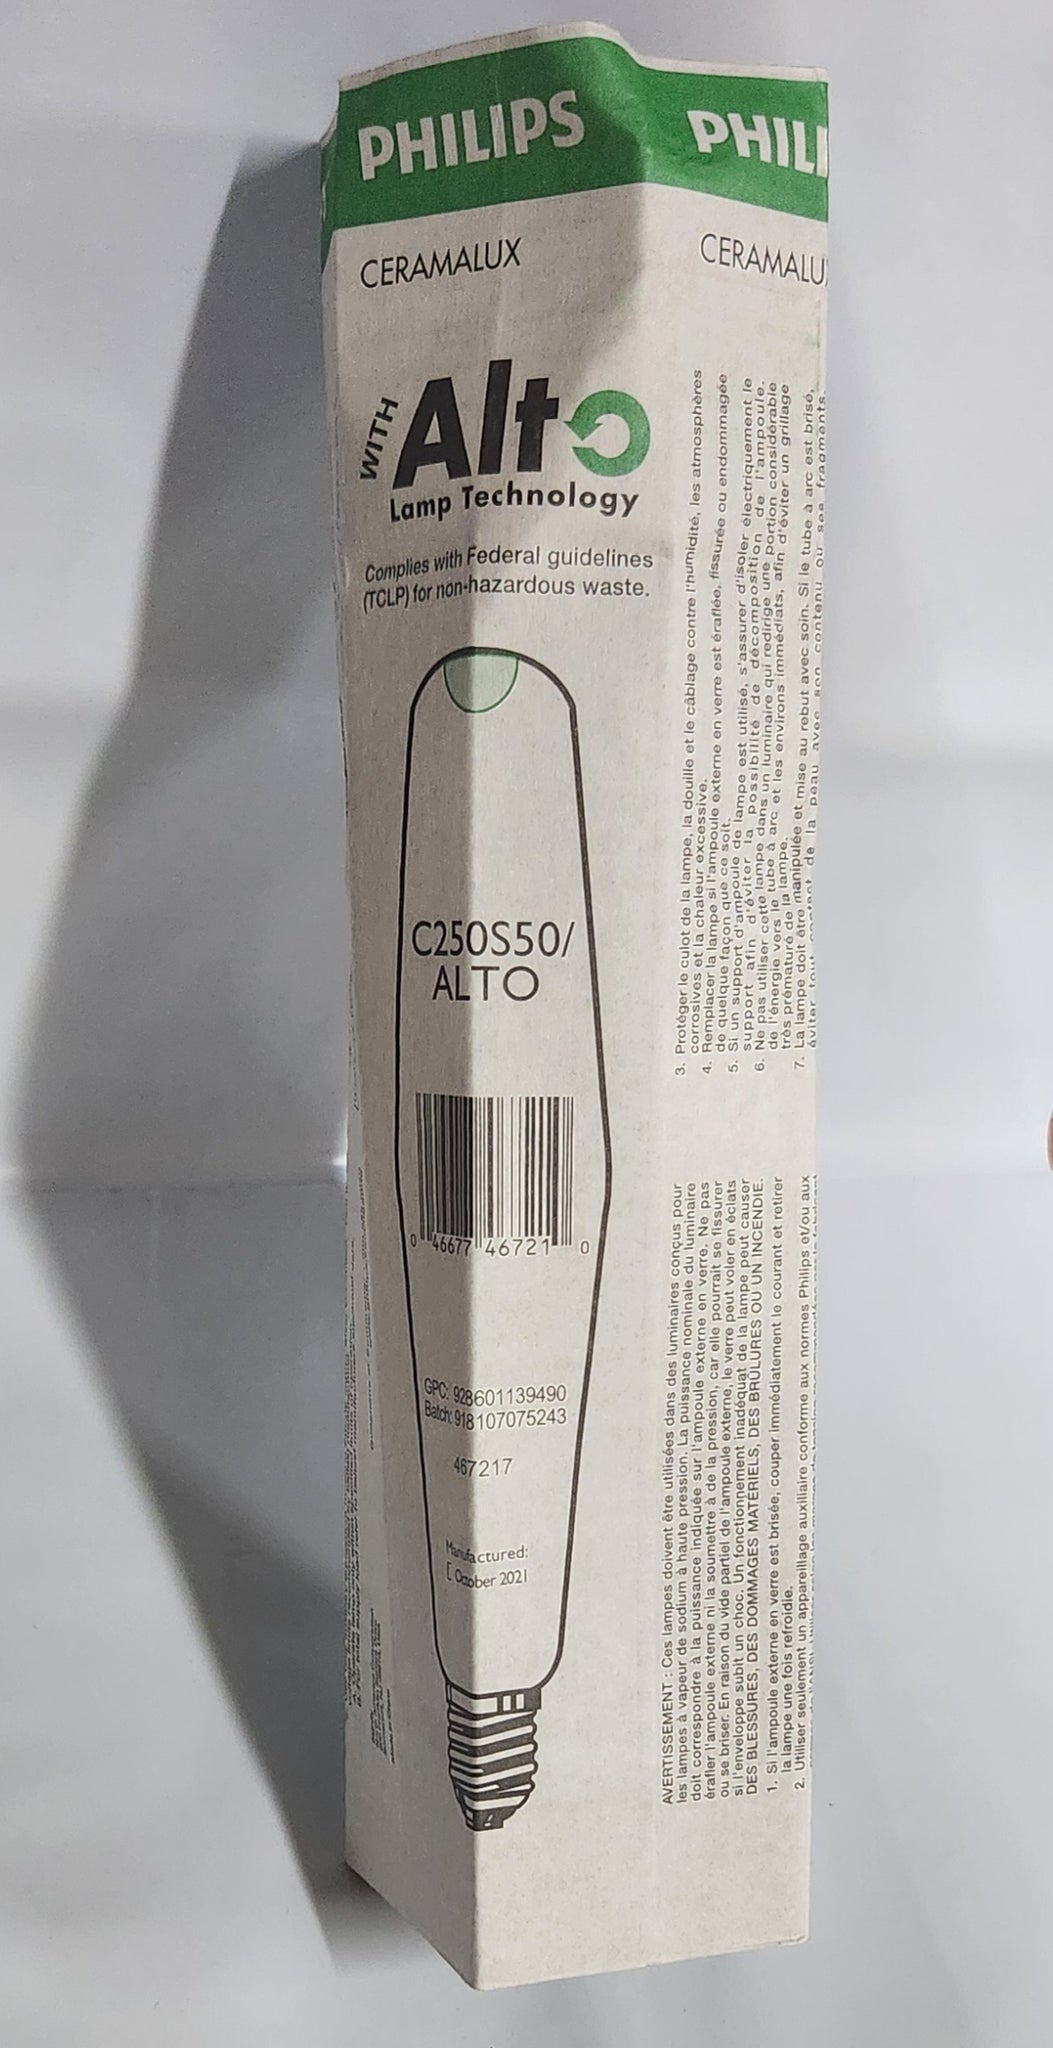 PHILIPS
CERAMALUX
WITH
Alto
Lamp Technology
Complies with Federal guidelines
(TCLP) for non-hazardous waste.
C250S50/
ALTO
0 46677 46721 0
GPC: 928601139490
Batch: 918107075243
467217
Manufactured:
[ October 2021
PHILI
CERAMALU
AVERTISSEMENT : Ces lampes doivent être utilisées dans des luminaires conçus pour
les lampes à vapeur de sodium à haute pression. La puissance nominale du luminaire
doit correspondre à la puissance indiquée sur l'ampoule externe en verre. Ne pas
érafler l'ampoule externe ni la soumettre à de la pression, car elle pourrait se fissurer
ou se briser. En raison du vide partiel de l'ampoule externe, le verre peut voler en éclats
si l'enveloppe subit un choc. Un fonctionnement inadéquat de la lampe peut causer
DES BLESSURES, DES DOMMAGES MATÉRIELS, DES BRÛLURES OU UN INCENDIE.
1. Si l'ampoule externe en verre est brisée, couper immédiatement le courant et retirer
la lampe une fois refroidie.
2. Utiliser seulement un appareillage auxiliaire conforme aux normes Philips et/ou aux
3. Protéger le culot de la lampe, la douille et le câblage contre l'humidité, les atmosphères
corrosives et la chaleur excessive.
4. Remplacer la lampe si l'ampoule externe en verre est éraflée, fissurée ou endommagée
de quelque façon que ce soit.
5. Si un support d'ampoule de lampe est utilisé, s'assurer d'isoler électriquement le
support afin d'éviter la possibilité de décomposition de l'ampoule.
6. Ne pas utiliser cette lampe dans un luminaire qui redirige une portion considérable
de l'énergie vers le tube à arc et les environs immédiats, afin d'éviter un grillage
très prématuré de la lampe.
7. La lampe doit être manipulée et mise au rebut avec soin. Si le tube à arc est brisé,
éviter tout contact de la peau avec son contenu ou ses fragments.